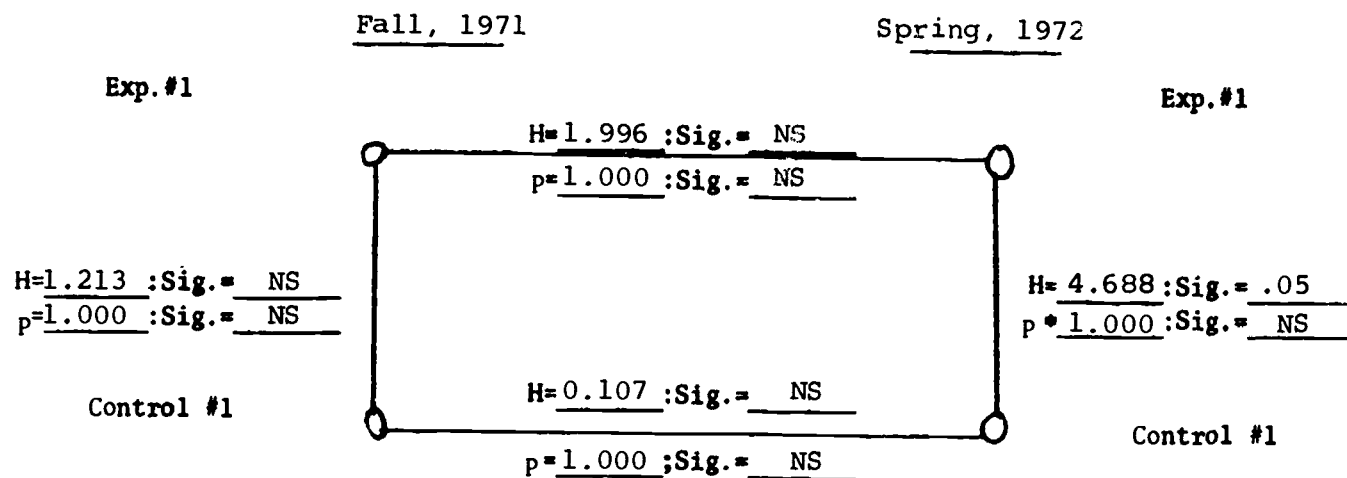 Fall, 1971 Spring, 1972
Exp.#1 Exp.#1
H=1.996 :Sig.= NS
p=1.000 :Sig.= NS
H=1.213 :Sig.= NS H=4.688:Sig.= .05
p=1.000 :Sig.= NS p=1.000:Sig.= NS
Control #1 H=0.107:Sig.= NS Control #1
p=1.000 ;Sig.= NS